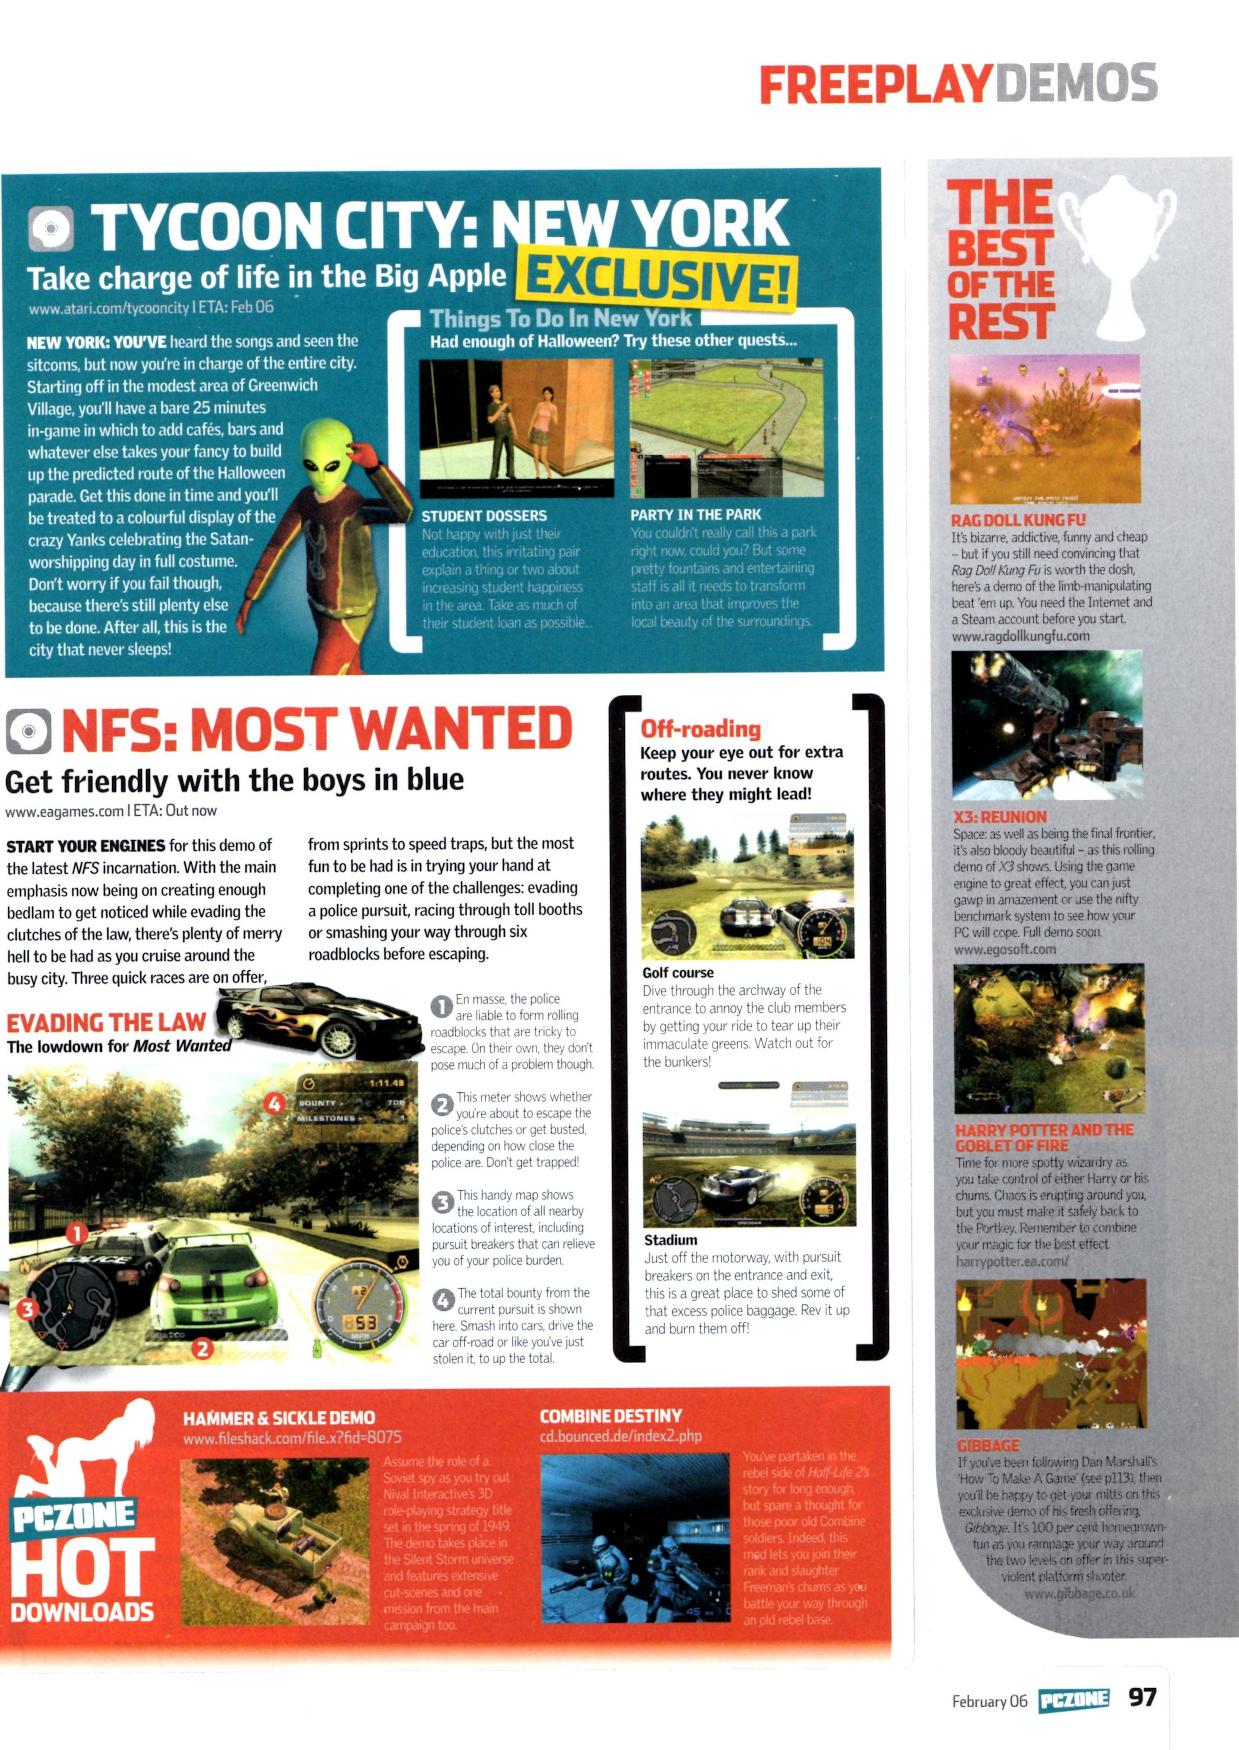 FREEPLAYDEMOS
TYCOON CITY: NEW YORK
Take charge of life in the Big Apple
EXCLUSIVE!
www.atari.com/tycooncity | ETA: Feb 06
NEW YORK: YOU'VE heard the songs and seen the
sitcoms, but now you're in charge of the entire city.
Starting off in the modest area of Greenwich
Village, you'll have a bare 25 minutes
in-game in which to add cafés, bars and
whatever else takes your fancy to build
up the predicted route of the Halloween
parade. Get this done in time and you'll
be treated to a colourful display of the
crazy Yanks celebrating the Satan-
worshipping day in full costume.
Don't worry if you fail though,
because there's still plenty else
to be done. After all, this is the
city that never sleeps!
Things To Do In New York
Had enough of Halloween? Try these other quests...
STUDENT DOSSERS
Not happy with just their
education, this irritating pair
explain a thing or two about
increasing student happiness
in the area. Take as much of
their student loan as possible...
PARTY IN THE PARK
You couldn't really call this a park
right now, could you? But some
pretty fountains and entertaining
staff is all it needs to transform
into an area that improves the
local beauty of the surroundings.
NFS: MOST WANTED
Get friendly with the boys in blue
www.eagames.com | ETA: Out now
START YOUR ENGINES for this demo of
the latest NFS incarnation. With the main
emphasis now being on creating enough
bedlam to get noticed while evading the
clutches of the law, there's plenty of merry
hell to be had as you cruise around the
busy city. Three quick races are on offer,
from sprints to speed traps, but the most
fun to be had is in trying your hand at
completing one of the challenges: evading
a police pursuit, racing through toll booths
or smashing your way through six
roadblocks before escaping.
EVADING THE LAW
The lowdown for Most Wanted
1:11.49
BOUNTY
MILESTONES
4
1
POLICE
3
2
53
MPH
1 En masse, the police
are liable to form rolling
roadblocks that are tricky to
escape. On their own, they don't
pose much of a problem though.
2 This meter shows whether
you're about to escape the
police's clutches or get busted,
depending on how close the
police are. Don't get trapped!
3 This handy map shows
the location of all nearby
locations of interest, including
pursuit breakers that can relieve
you of your police burden.
4 The total bounty from the
current pursuit is shown
here. Smash into cars, drive the
car off-road or like you've just
stolen it, to up the total.
Off-roading
Keep your eye out for extra
routes. You never know
where they might lead!
Golf course
Dive through the archway of the
entrance to annoy the club members
by getting your ride to tear up their
immaculate greens. Watch out for
the bunkers!
Stadium
Just off the motorway, with pursuit
breakers on the entrance and exit,
this is a great place to shed some of
that excess police baggage. Rev it up
and burn them off!
PCZONE
HOT
DOWNLOADS
HAMMER & SICKLE DEMO
www.fileshack.com/file.x?fid=8075
Assume the role of a
Soviet spy as you try out
Nival Interactive's 3D
role-playing strategy title
set in the spring of 1949.
The demo takes place in
the Silent Storm universe
and features extensive
cut-scenes and one
mission from the main
campaign too.
COMBINE DESTINY
cd.bounced.de/index2.php
You've partaken in the
rebel side of Half-Life 2's
story for long enough,
but spare a thought for
those poor old Combine
soldiers. Indeed, this
mod lets you join their
rank and slaughter
Freeman's chums as you
battle your way through
an old rebel base.
THE
BEST
OF THE
REST
RAG DOLL KUNG FU
It's bizarre, addictive, funny and cheap
– but if you still need convincing that
Rag Doll Kung Fu is worth the dosh,
here's a demo of the limb-manipulating
beat 'em up. You need the Internet and
a Steam account before you start.
www.ragdollkungfu.com
X3: REUNION
Space: as well as being the final frontier,
it's also bloody beautiful – as this rolling
demo of X3 shows. Using the game
engine to great effect, you can just
gawp in amazement or use the nifty
benchmark system to see how your
PC will cope. Full demo soon.
www.egosoft.com
HARRY POTTER AND THE
GOBLET OF FIRE
Time for more spotty wizardry as
you take control of either Harry or his
chums. Chaos is erupting around you,
but you must make it safely back to
the Portkey. Remember to combine
your magic for the best effect.
harrypotter.ea.com/
GIBBAGE
If you've been following Dan Marshall's
'How To Make A Game' (see p113), then
you'll be happy to get your mitts on this
exclusive demo of his fresh offering,
Gibbage. It's 100 per cent homegrown
fun as you rampage your way around
the two levels on offer in this super-
violent platform shooter.
www.gibbage.co.uk
February 06 PCZONE 97